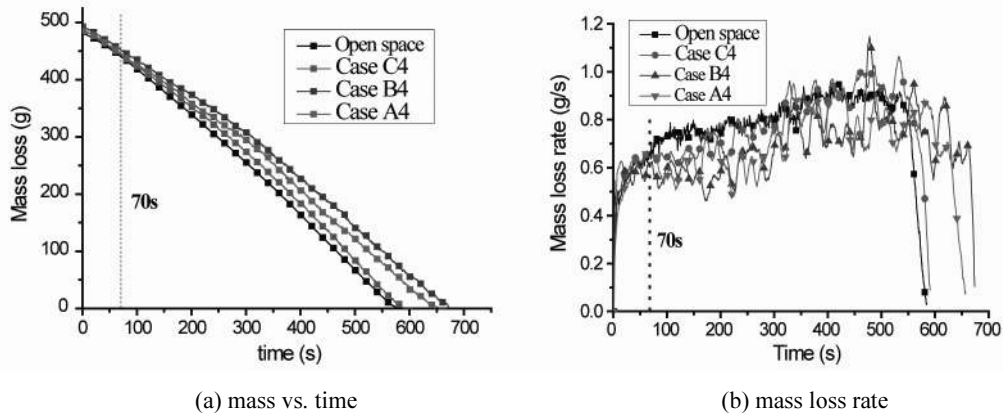 500
400
300
200
100
0
Mass loss (g)
Open space
Case C4
Case B4
Case A4
70s
0 100 200 300 400 500 600 700
time (s)
(a) mass vs. time
1.2
1.0
0.8
0.6
0.4
0.2
0.0
Mass loss rate (g/s)
Open space
Case C4
Case B4
Case A4
70s
0 100 200 300 400 500 600 700
Time (s)
(b) mass loss rate